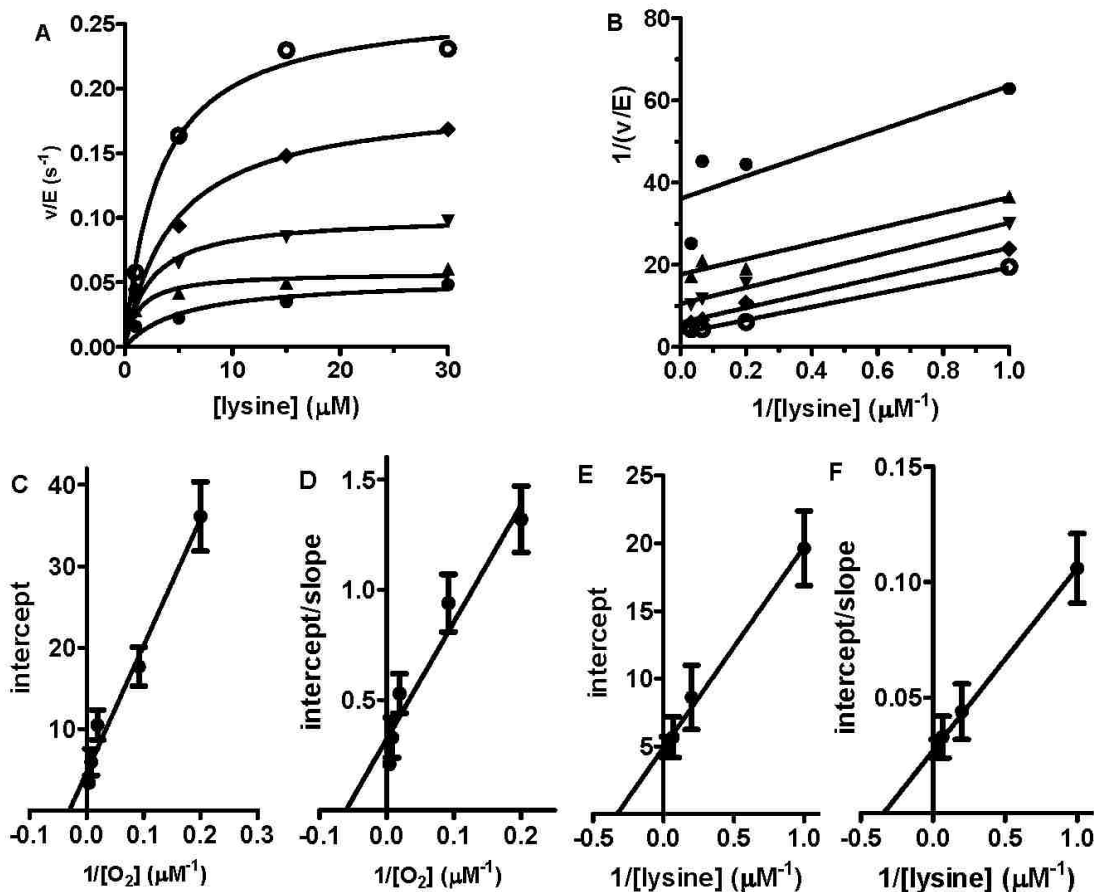 A
v/E (s⁻¹)
0.25
0.20
0.15
0.10
0.05
0.00
0 10 20 30
[lysine] (μM)
B
1/(v/E)
80
60
40
20
0
0.0 0.2 0.4 0.6 0.8 1.0
1/[lysine] (μM⁻¹)
C
intercept
40
30
20
10
-0.1 0.0 0.1 0.2 0.3
1/[O₂] (μM⁻¹)
D
intercept/slope
1.5
1.0
0.5
-0.1 0.0 0.1 0.2
1/[O₂] (μM⁻¹)
E
intercept
25
20
15
10
5
-0.5 0.0 0.5 1.0
1/[lysine] (μM⁻¹)
F
intercept/slope
0.15
0.10
0.05
-0.5 0.0 0.5 1.0
1/[lysine] (μM⁻¹)